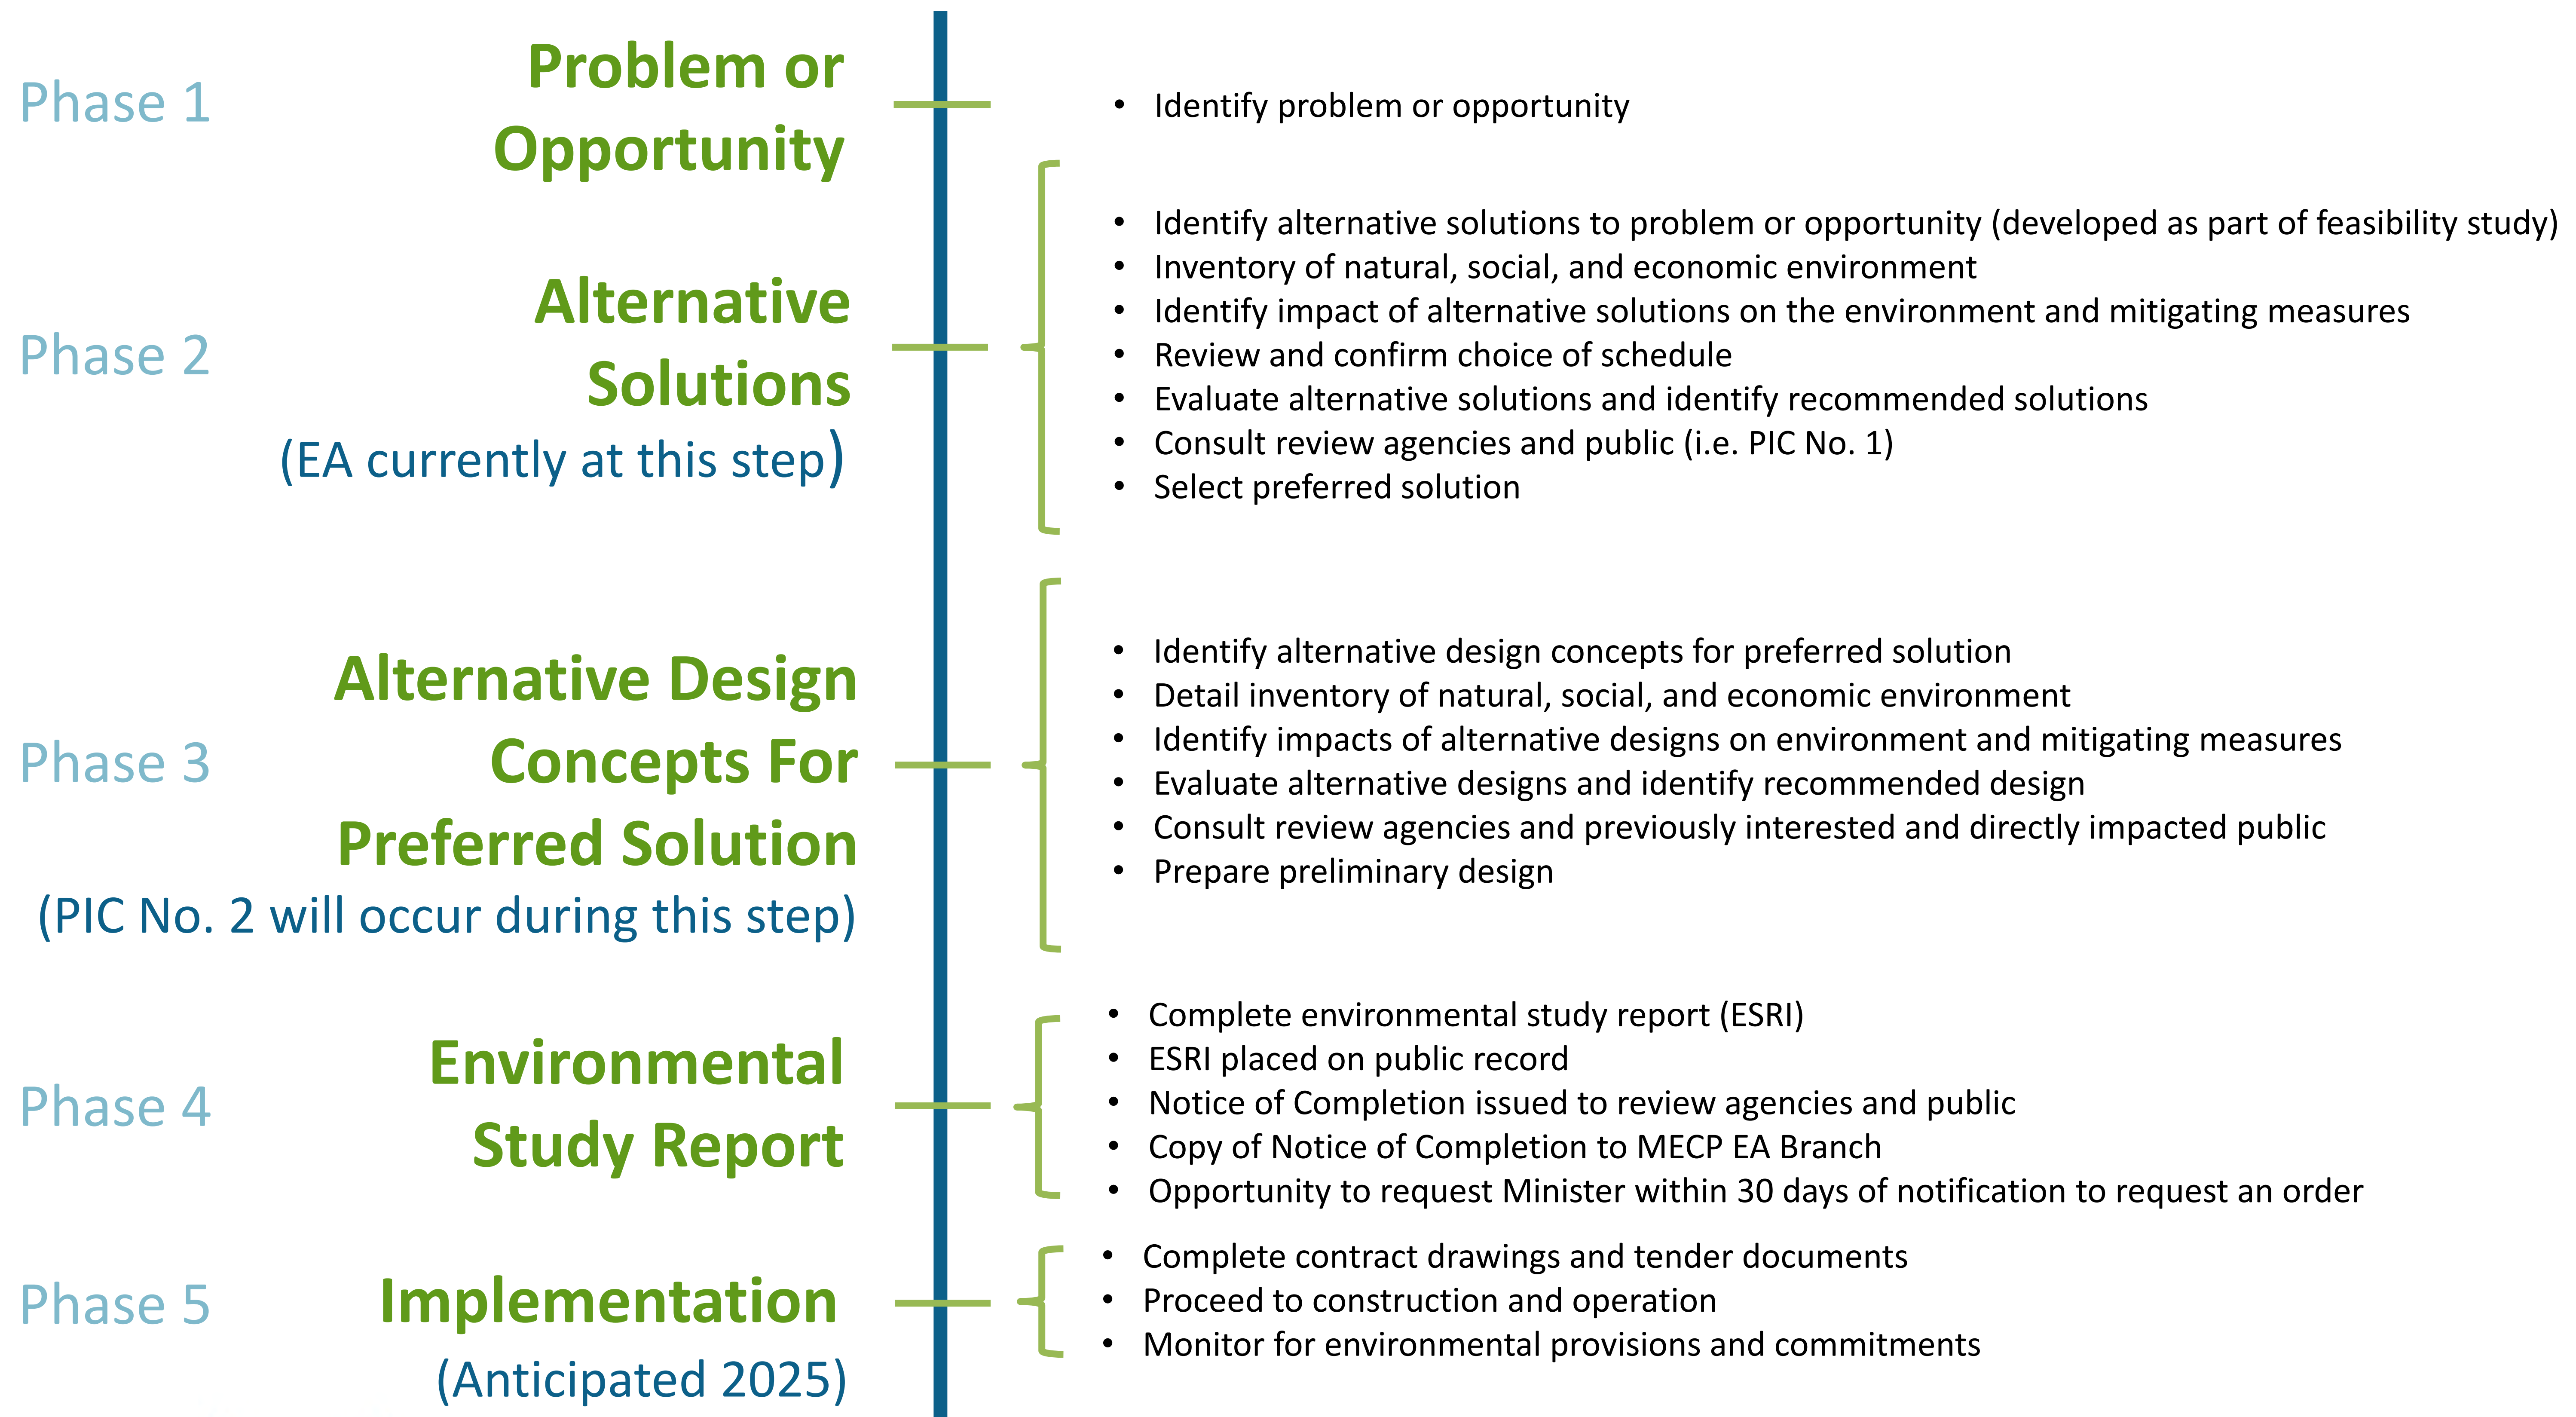 Phase 1
Problem or
Opportunity
• Identify problem or opportunity
Phase 2
Alternative
Solutions
(EA currently at this step)
• Identify alternative solutions to problem or opportunity (developed as part of feasibility study)
• Inventory of natural, social, and economic environment
• Identify impact of alternative solutions on the environment and mitigating measures
• Review and confirm choice of schedule
• Evaluate alternative solutions and identify recommended solutions
• Consult review agencies and public (i.e. PIC No. 1)
• Select preferred solution
Phase 3
Alternative Design
Concepts For
Preferred Solution
(PIC No. 2 will occur during this step)
• Identify alternative design concepts for preferred solution
• Detail inventory of natural, social, and economic environment
• Identify impacts of alternative designs on environment and mitigating measures
• Evaluate alternative designs and identify recommended design
• Consult review agencies and previously interested and directly impacted public
• Prepare preliminary design
Phase 4
Environmental
Study Report
• Complete environmental study report (ESRI)
• ESRI placed on public record
• Notice of Completion issued to review agencies and public
• Copy of Notice of Completion to MECP EA Branch
• Opportunity to request Minister within 30 days of notification to request an order
Phase 5
Implementation
(Anticipated 2025)
• Complete contract drawings and tender documents
• Proceed to construction and operation
• Monitor for environmental provisions and commitments